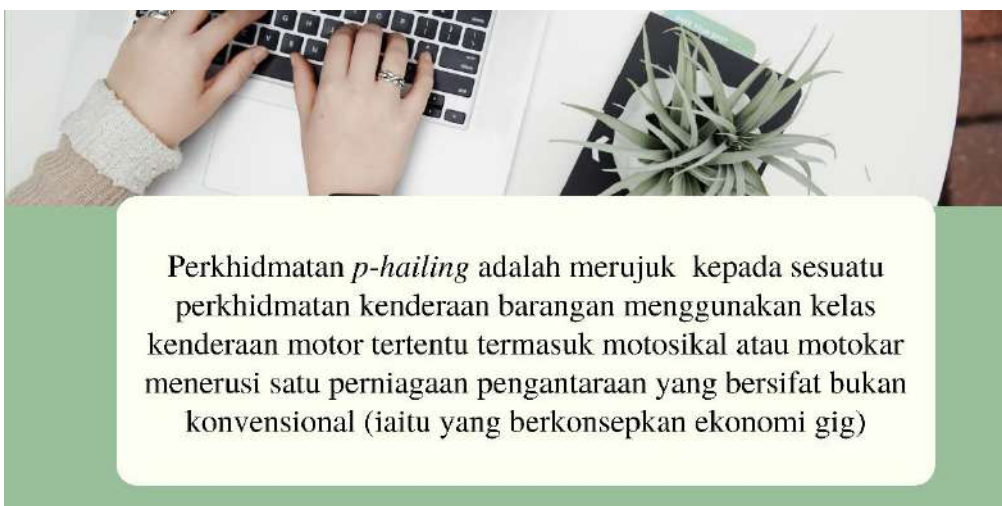 Perkhidmatan p-hailing adalah merujuk kepada sesuatu
perkhidmatan kenderaan barangan menggunakan kelas
kenderaan motor tertentu termasuk motosikal atau motokar
menerusi satu perniagaan pengantaraan yang bersifat bukan
konvensional (iaitu yang berkonsepkan ekonomi gig)